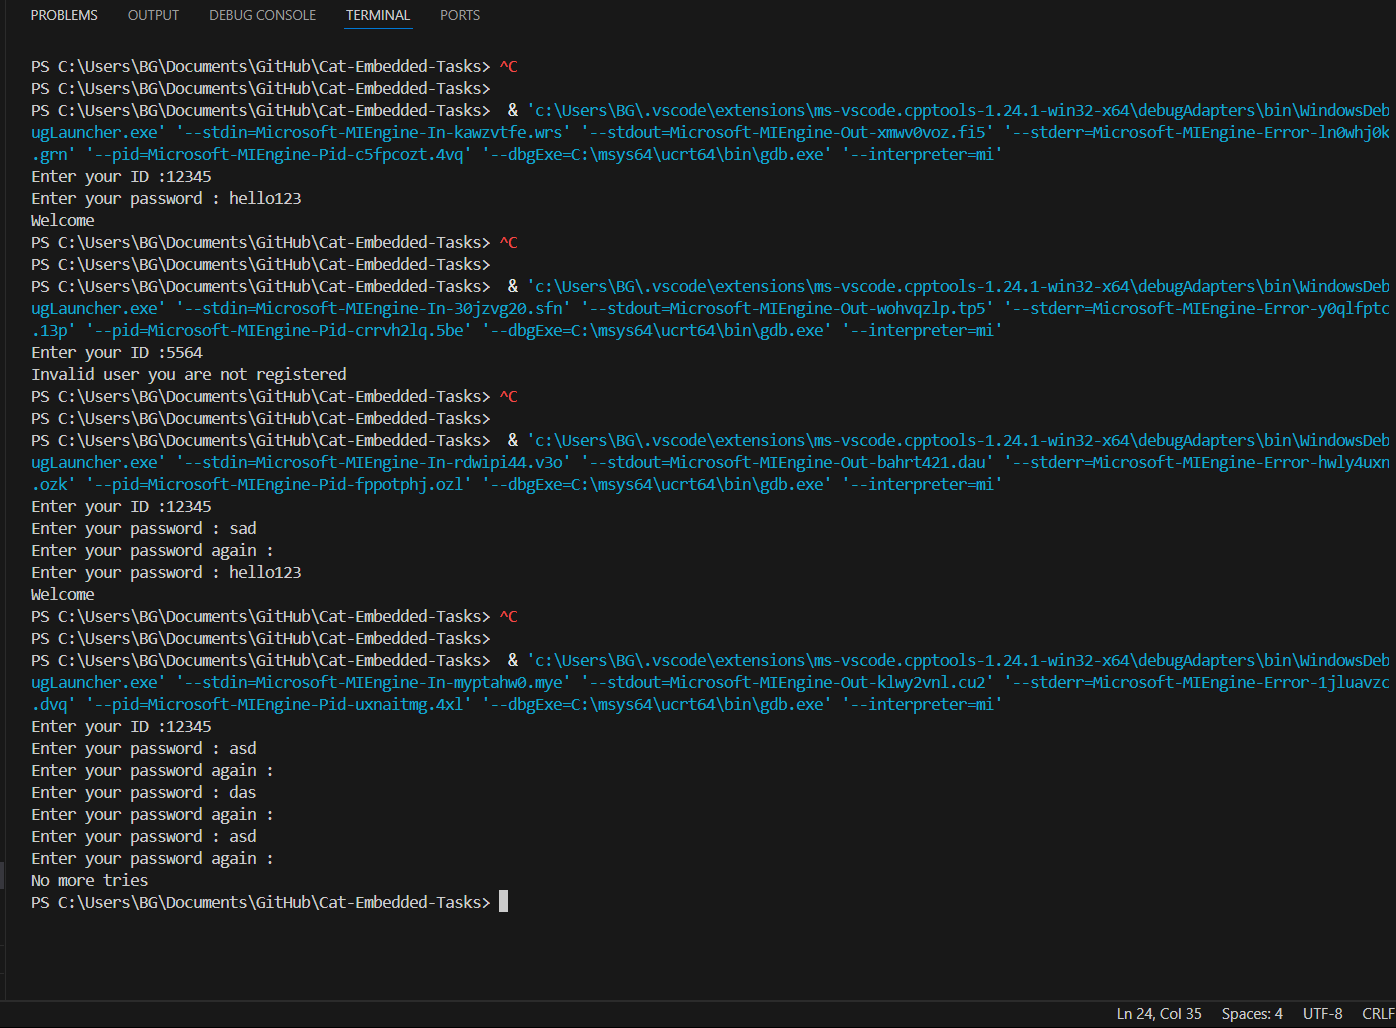 PROBLEMS OUTPUT DEBUG CONSOLE TERMINAL PORTS
PS C:\Users\BG\Documents\GitHub\Cat-Embedded-Tasks> ^C
PS C:\Users\BG\Documents\GitHub\Cat-Embedded-Tasks>
PS C:\Users\BG\Documents\GitHub\Cat-Embedded-Tasks>  & 'c:\Users\BG\.vscode\extensions\ms-vscode.cpptools-1.24.1-win32-x64\debugAdapters\bin\WindowsDeb
ugLauncher.exe' '--stdin=Microsoft-MIEngine-In-kawzvtfe.wrs' '--stdout=Microsoft-MIEngine-Out-xmwv0voz.fi5' '--stderr=Microsoft-MIEngine-Error-ln0whj0k
.grn' '--pid=Microsoft-MIEngine-Pid-c5fpcozt.4vq' '--dbgExe=C:\msys64\ucrt64\bin\gdb.exe' '--interpreter=mi'
Enter your ID :12345
Enter your password : hello123
Welcome
PS C:\Users\BG\Documents\GitHub\Cat-Embedded-Tasks> ^C
PS C:\Users\BG\Documents\GitHub\Cat-Embedded-Tasks>
PS C:\Users\BG\Documents\GitHub\Cat-Embedded-Tasks>  & 'c:\Users\BG\.vscode\extensions\ms-vscode.cpptools-1.24.1-win32-x64\debugAdapters\bin\WindowsDeb
ugLauncher.exe' '--stdin=Microsoft-MIEngine-In-30jzvg20.sfn' '--stdout=Microsoft-MIEngine-Out-wohvqzlp.tp5' '--stderr=Microsoft-MIEngine-Error-y0qlfptc
.13p' '--pid=Microsoft-MIEngine-Pid-crrvh2lq.5be' '--dbgExe=C:\msys64\ucrt64\bin\gdb.exe' '--interpreter=mi'
Enter your ID :5564
Invalid user you are not registered
PS C:\Users\BG\Documents\GitHub\Cat-Embedded-Tasks> ^C
PS C:\Users\BG\Documents\GitHub\Cat-Embedded-Tasks>
PS C:\Users\BG\Documents\GitHub\Cat-Embedded-Tasks>  & 'c:\Users\BG\.vscode\extensions\ms-vscode.cpptools-1.24.1-win32-x64\debugAdapters\bin\WindowsDeb
ugLauncher.exe' '--stdin=Microsoft-MIEngine-In-rdwipi44.v3o' '--stdout=Microsoft-MIEngine-Out-bahrt421.dau' '--stderr=Microsoft-MIEngine-Error-hwly4uxn
.ozk' '--pid=Microsoft-MIEngine-Pid-fppotphj.ozl' '--dbgExe=C:\msys64\ucrt64\bin\gdb.exe' '--interpreter=mi'
Enter your ID :12345
Enter your password : sad
Enter your password again :
Enter your password : hello123
Welcome
PS C:\Users\BG\Documents\GitHub\Cat-Embedded-Tasks> ^C
PS C:\Users\BG\Documents\GitHub\Cat-Embedded-Tasks>
PS C:\Users\BG\Documents\GitHub\Cat-Embedded-Tasks>  & 'c:\Users\BG\.vscode\extensions\ms-vscode.cpptools-1.24.1-win32-x64\debugAdapters\bin\WindowsDeb
ugLauncher.exe' '--stdin=Microsoft-MIEngine-In-myptahw0.mye' '--stdout=Microsoft-MIEngine-Out-klwy2vnl.cu2' '--stderr=Microsoft-MIEngine-Error-1jluavzc
.dvq' '--pid=Microsoft-MIEngine-Pid-uxnaitmg.4xl' '--dbgExe=C:\msys64\ucrt64\bin\gdb.exe' '--interpreter=mi'
Enter your ID :12345
Enter your password : asd
Enter your password again :
Enter your password : das
Enter your password again :
Enter your password : asd
Enter your password again :
No more tries
PS C:\Users\BG\Documents\GitHub\Cat-Embedded-Tasks>
Ln 24, Col 35 Spaces: 4 UTF-8 CRLF